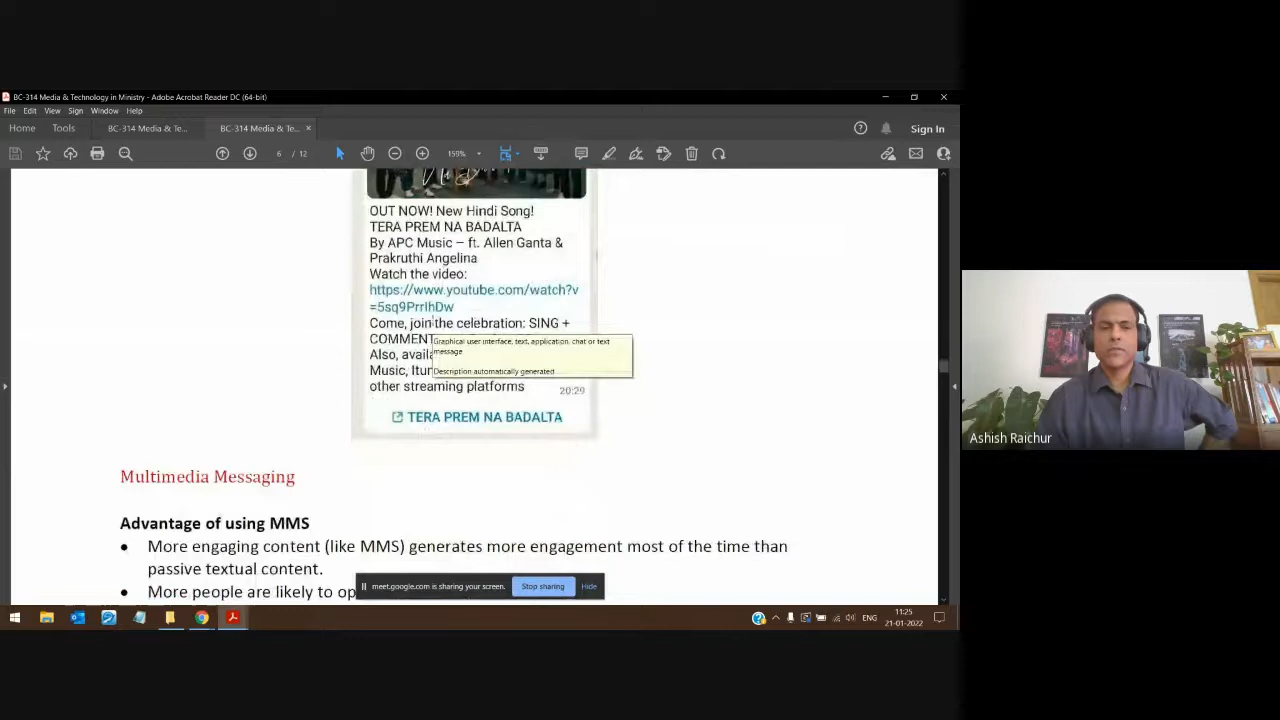 BC-314 Media & Technology in Ministry - Adobe Acrobat Reader DC (64-bit)
File Edit View Sign Window Help
Home Tools BC-314 Media & Te... BC-314 Media & Te... × Sign In
6 / 12 159%
OUT NOW! New Hindi Song!
TERA PREM NA BADALTA
By APC Music – ft. Allen Ganta &
Prakruthi Angelina
Watch the video:
https://www.youtube.com/watch?v
=5sq9PrrIhDw
Come, join the celebration: SING +
COMMENT
Graphical user interface, text, application, chat or text
message
Also, availa
Description automatically generated
Music, Itun
other streaming platforms
20:29
TERA PREM NA BADALTA
Multimedia Messaging
Advantage of using MMS
• More engaging content (like MMS) generates more engagement most of the time than
passive textual content.
• More people are likely to op
meet.google.com is sharing your screen. Stop sharing Hide
ENG
11:25
21-01-2022
Ashish Raichur